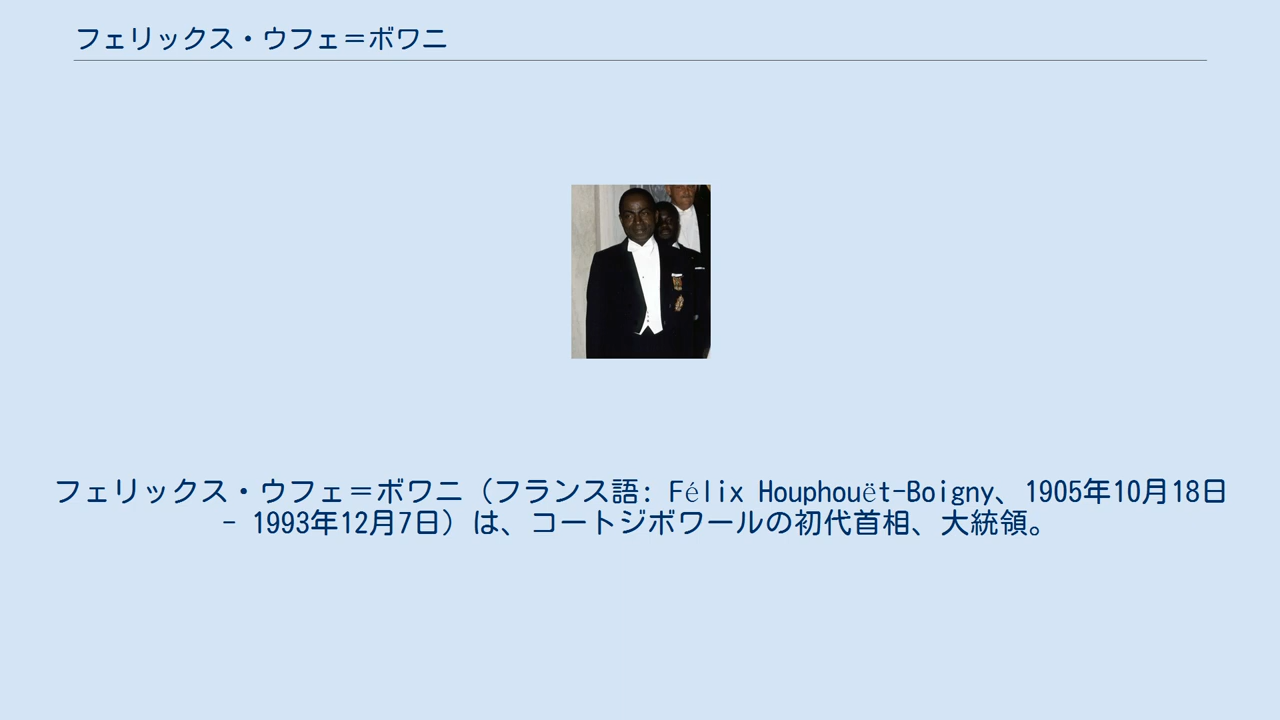 フェリックス・ウフェ＝ボワニ
フェリックス・ウフェ＝ボワニ（フランス語: Félix Houphouët-Boigny、1905年10月18日
- 1993年12月7日）は、コートジボワールの初代首相、大統領。